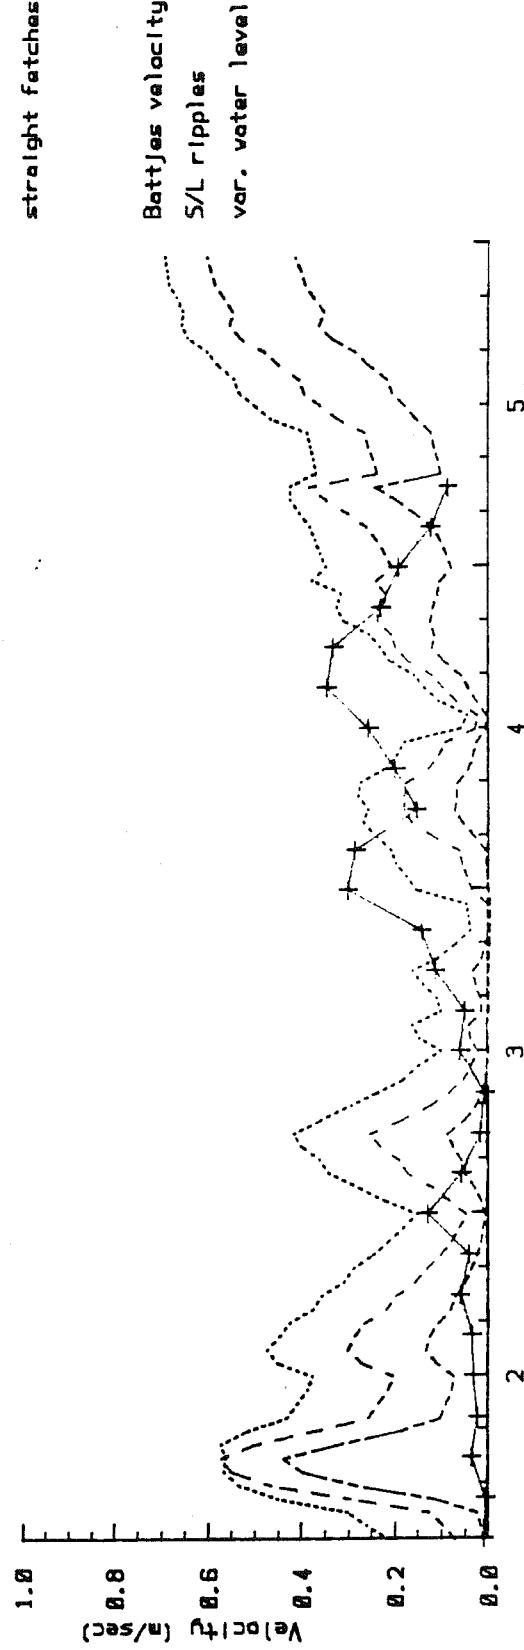 straight fetches
Battjes velocity
S/L ripples
var. water level
Velocity (m/sec)
1.0
0.8
0.6
0.4
0.2
0.0
2
3
4
5